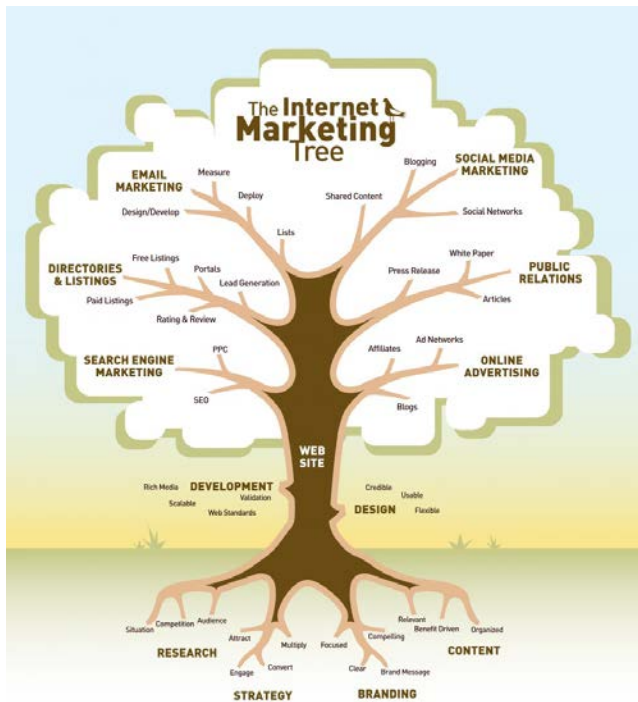 The Internet
Marketing
Tree
EMAIL
MARKETING
Measure
Deploy
Design/Develop
Lists
Blogging
SOCIAL MEDIA
MARKETING
Shared Content
Social Networks
DIRECTORIES
& LISTINGS
Free Listings
Portals
Lead Generation
Paid Listings
Rating & Review
White Paper
Press Release
PUBLIC
RELATIONS
Articles
SEARCH ENGINE
MARKETING
PPC
SEO
Affiliates
Ad Networks
ONLINE
ADVERTISING
Blogs
WEB
SITE
Rich Media
DEVELOPMENT
Validation
Scalable
Web Standards
Credible
Usable
DESIGN
Flexible
Situation
Competition
Audience
RESEARCH
Attract
Multiply
Engage
Convert
STRATEGY
Focused
Compelling
Clear
Brand Message
BRANDING
Relevant
Benefit Driven
Organized
CONTENT